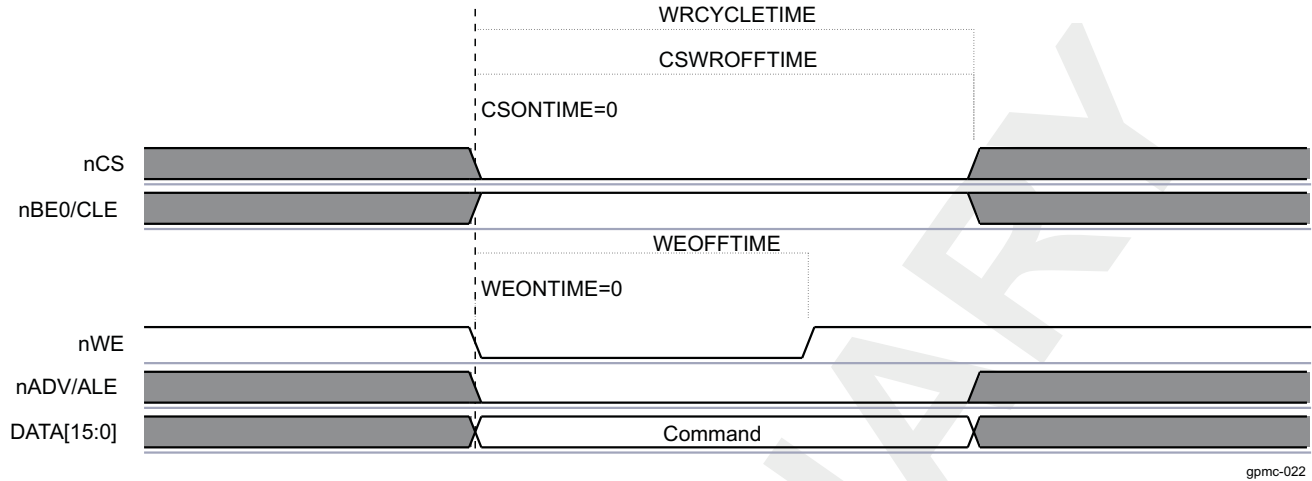 WRCYCLETIME
CSWROFFTIME
CSONTIME=0
nCS
nBE0/CLE
WEOFFTIME
WEONTIME=0
nWE
nADV/ALE
DATA[15:0] Command
gpmc-022